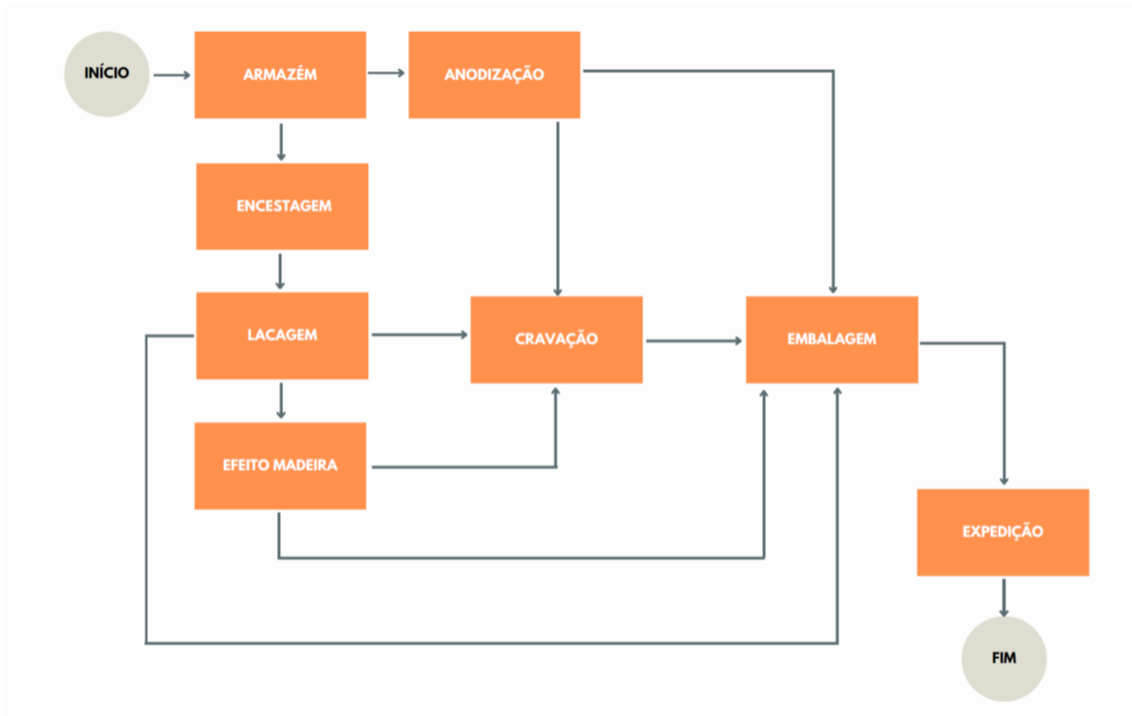 INÍCIO
ARMAZÉM
ANODIZAÇÃO
ENCESTAGEM
LACAGEM
CRAVAÇÃO
EMBALAGEM
EFEITO MADEIRA
EXPEDIÇÃO
FIM